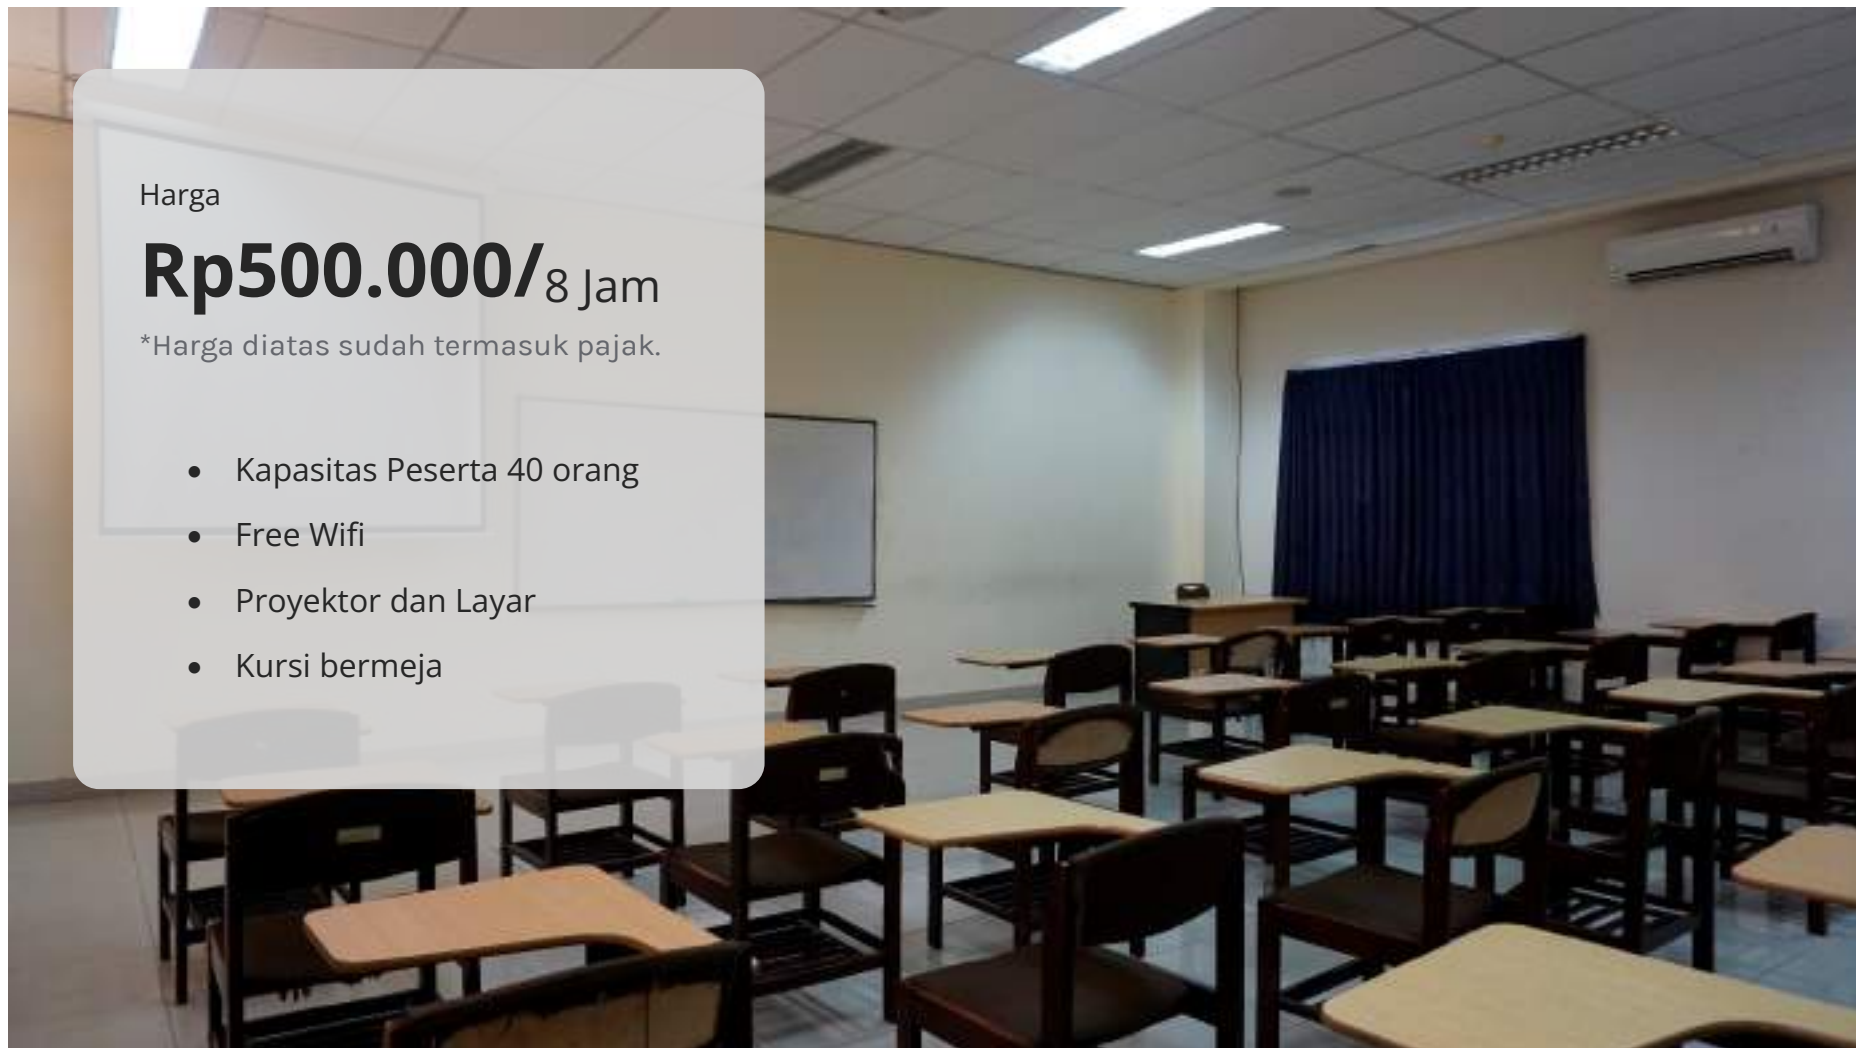 Harga
Rp500.000/8 Jam
*Harga diatas sudah termasuk pajak.
• Kapasitas Peserta 40 orang
• Free Wifi
• Proyektor dan Layar
• Kursi bermeja